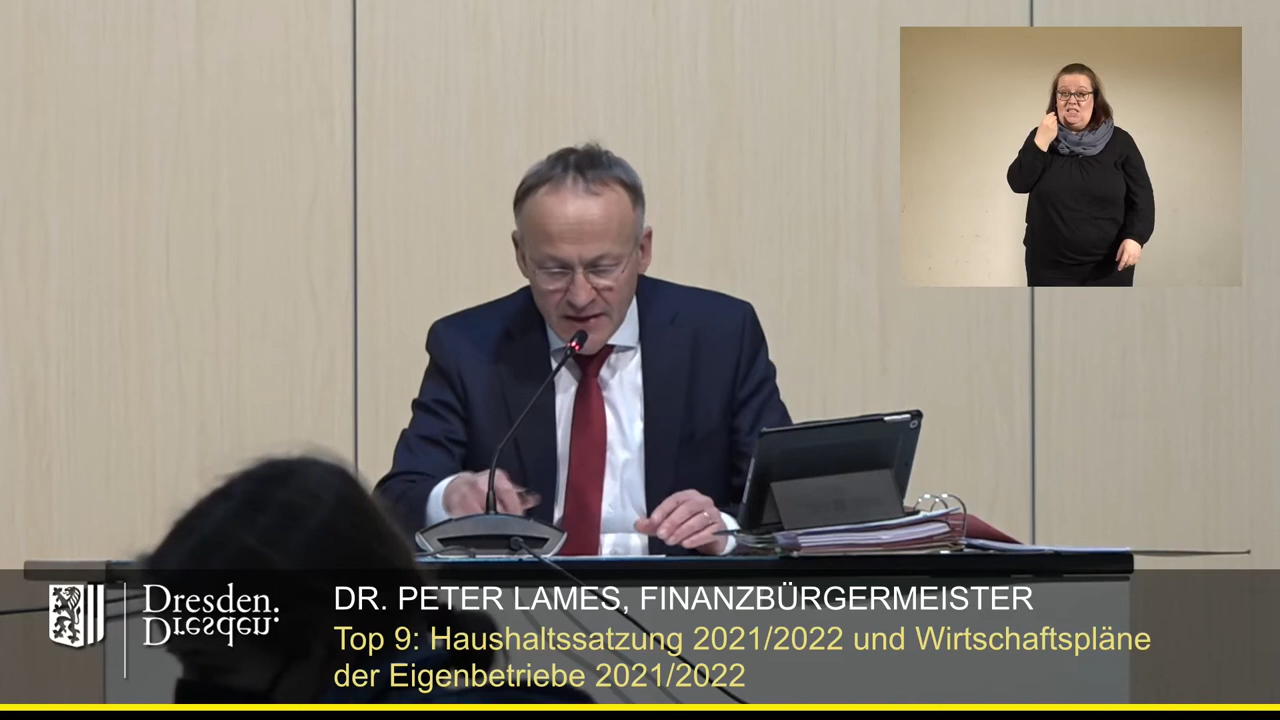 Dresden.
Dresden.
DR. PETER LAMES, FINANZBÜRGERMEISTER
Top 9: Haushaltssatzung 2021/2022 und Wirtschaftspläne
der Eigenbetriebe 2021/2022